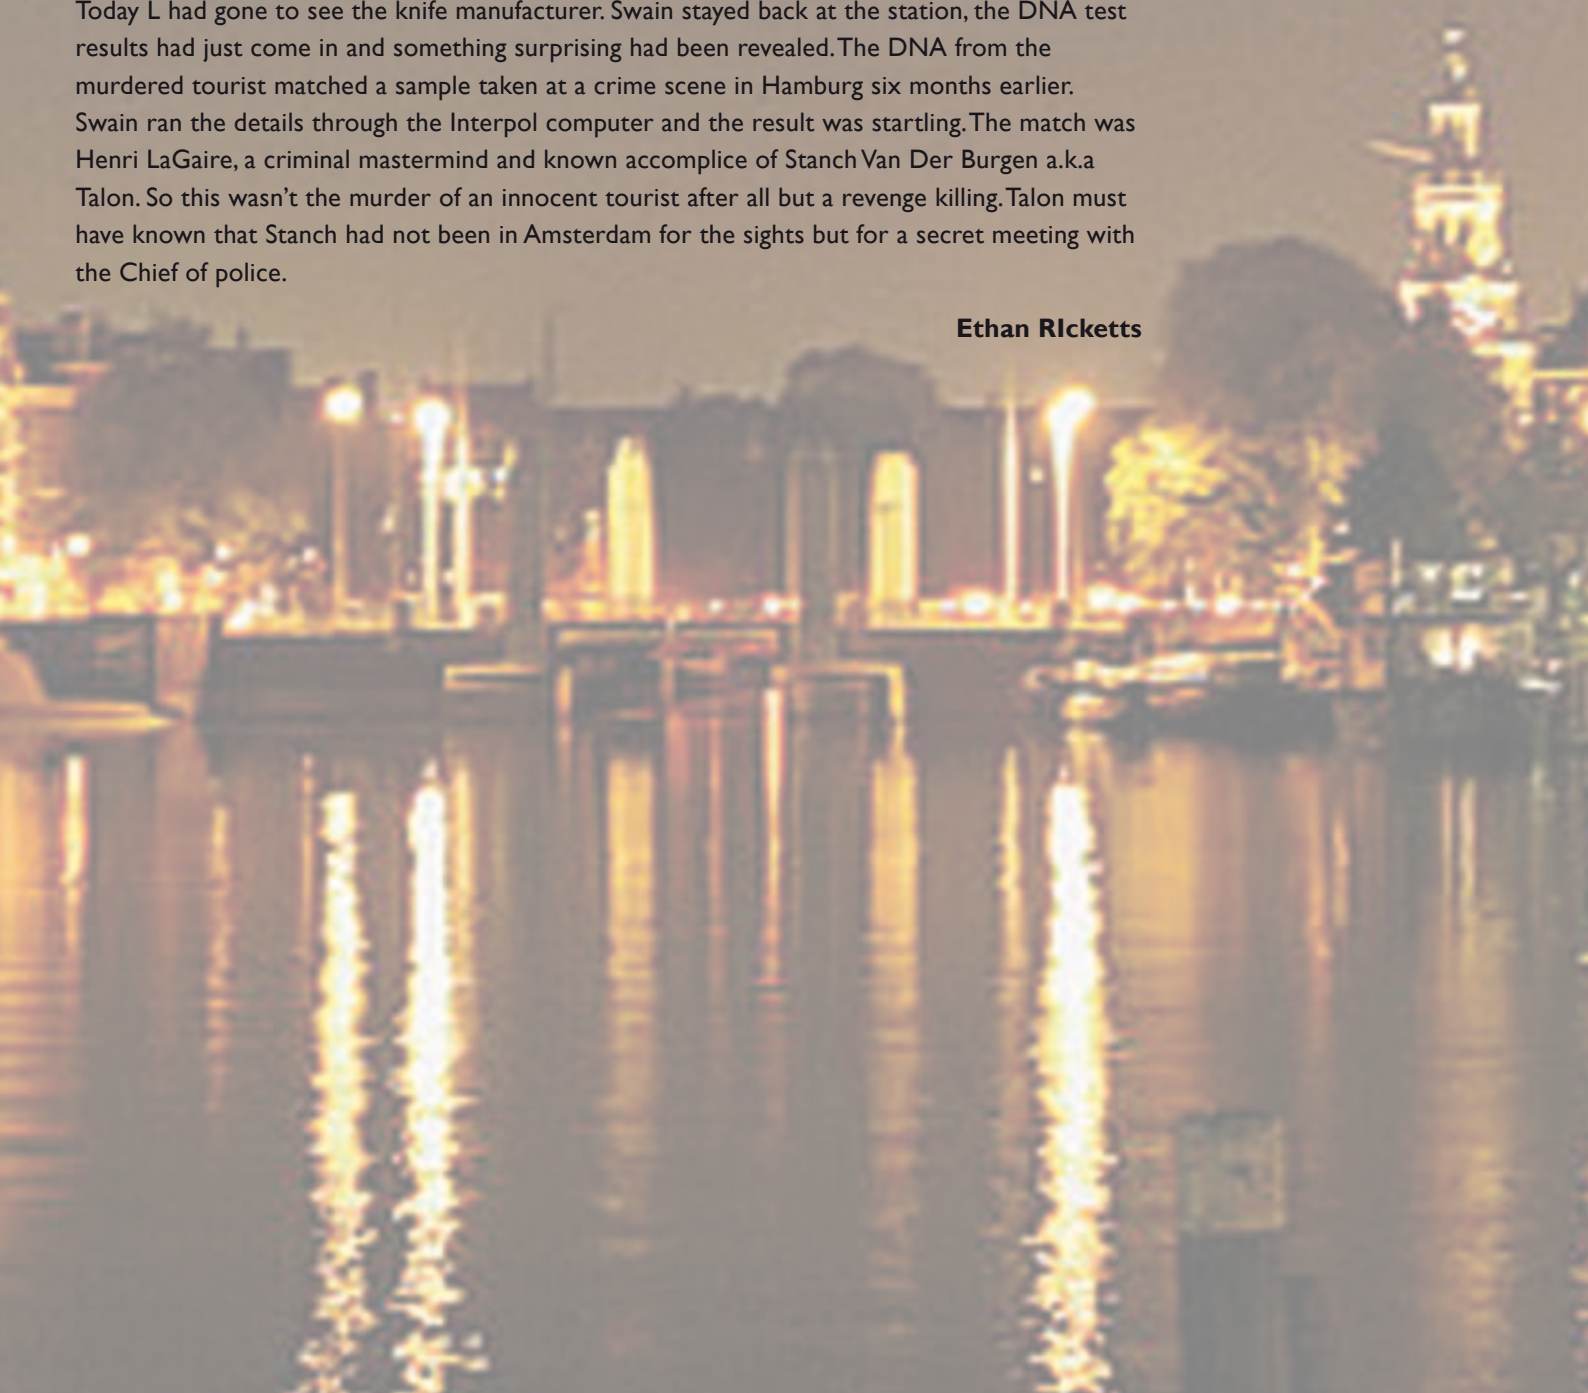 Today L had gone to see the knife manufacturer. Swain stayed back at the station, the DNA test
results had just come in and something surprising had been revealed. The DNA from the
murdered tourist matched a sample taken at a crime scene in Hamburg six months earlier.
Swain ran the details through the Interpol computer and the result was startling. The match was
Henri LaGaire, a criminal mastermind and known accomplice of Stanch Van Der Burgen a.k.a
Talon. So this wasn’t the murder of an innocent tourist after all but a revenge killing. Talon must
have known that Stanch had not been in Amsterdam for the sights but for a secret meeting with
the Chief of police.
Ethan RIcketts